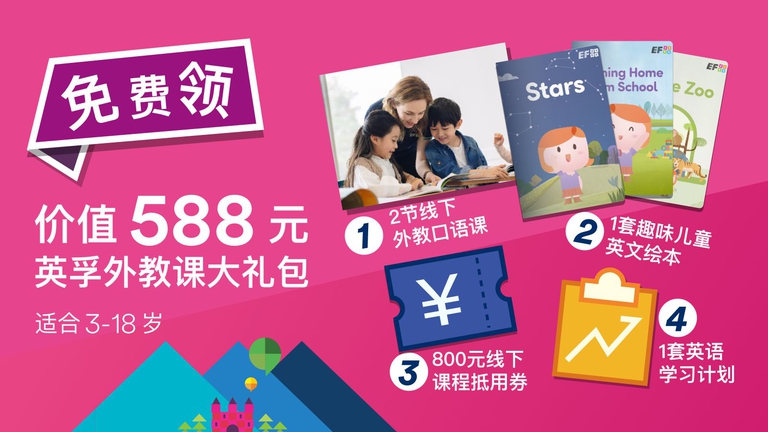 免费领
价值 588 元
英孚外教课大礼包
适合 3-18 岁
1
2节线下
外教口语课
EF
Stars
EF
ning Home
m School
EF
e Zoo
2
1套趣味儿童
英文绘本
¥
3
800元线下
课程抵用券
4
1套英语
学习计划